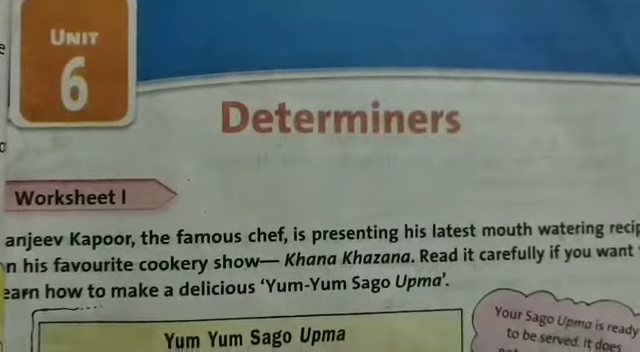 UNIT
6
Determiners
Worksheet I
anjeev Kapoor, the famous chef, is presenting his latest mouth watering recip
n his favourite cookery show— Khana Khazana. Read it carefully if you want
earn how to make a delicious ‘Yum-Yum Sago Upma’.
Yum Yum Sago Upma
Your Sago Upma is ready
to be served. It does